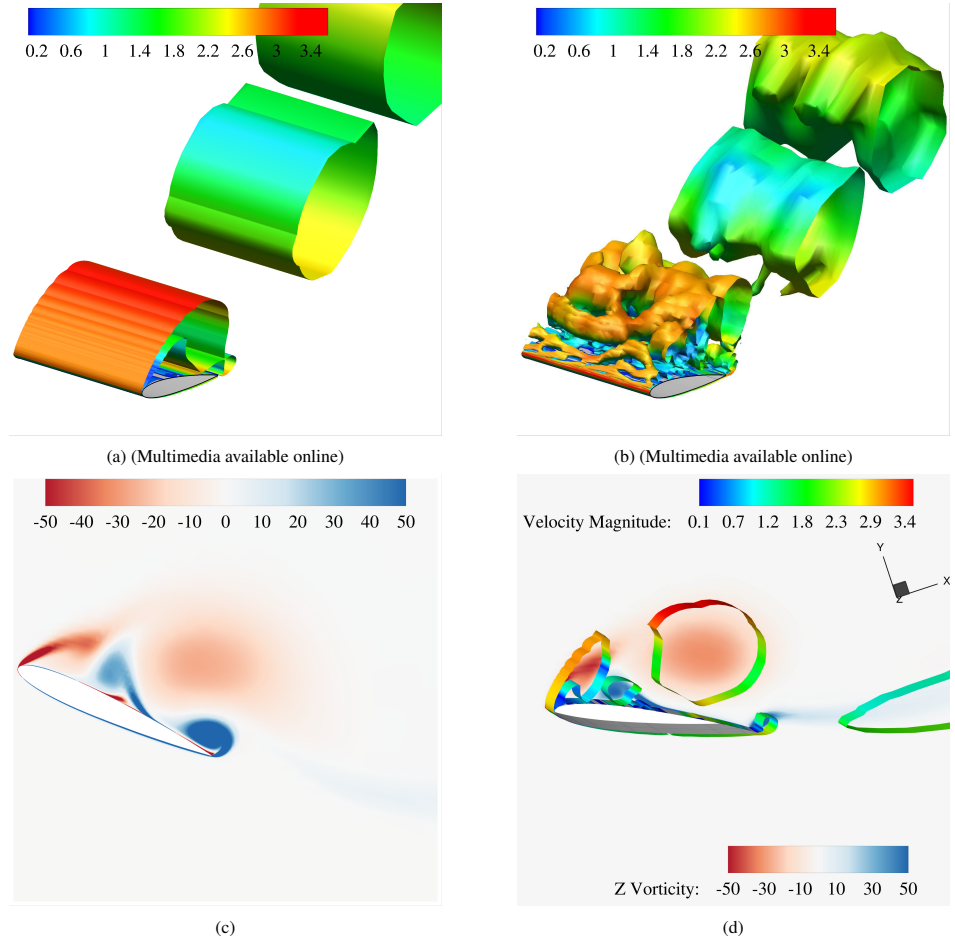 0.2 0.6 1 1.4 1.8 2.2 2.6 3 3.4
0.2 0.6 1 1.4 1.8 2.2 2.6 3 3.4
(a) (Multimedia available online)
(b) (Multimedia available online)
-50 -40 -30 -20 -10 0 10 20 30 40 50
Velocity Magnitude: 0.1 0.7 1.2 1.8 2.3 2.9 3.4
Y
X
Z
Z Vorticity: -50 -30 -10 10 30 50
(c)
(d)